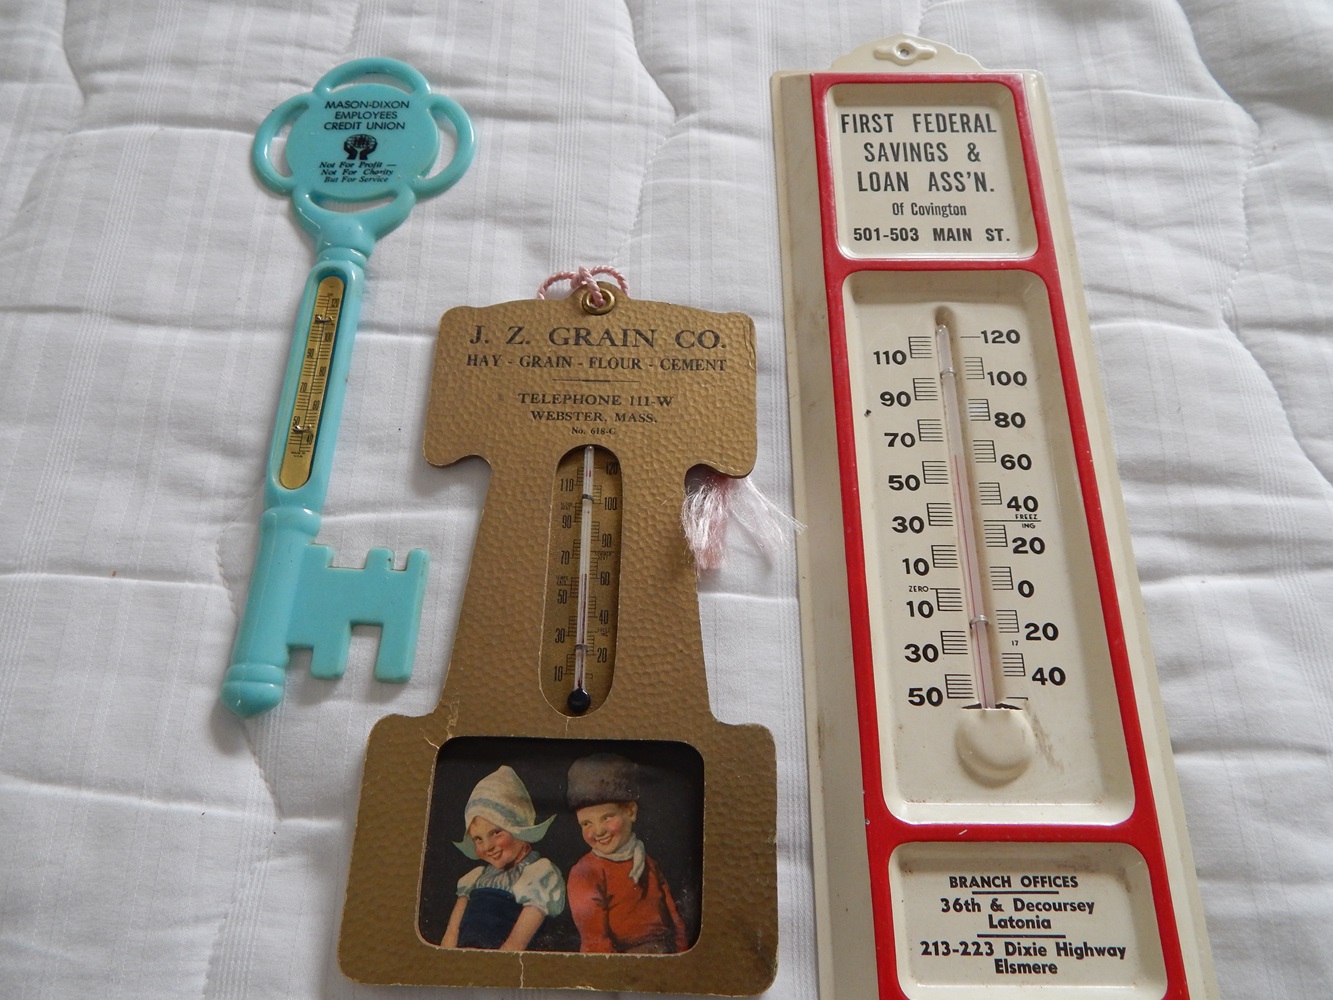 MASON-DIXON
EMPLOYEES
CREDIT UNION
Not For Profit —
Not For Charity
But For Service
J. Z. GRAIN CO.
HAY - GRAIN - FLOUR - CEMENT
TELEPHONE 111-W
WEBSTER, MASS.
No. 618-G
120
110
100
90
80
70
60
50
40
30
20
10
FIRST FEDERAL
SAVINGS &
LOAN ASS'N.
Of Covington
501-503 MAIN ST.
120
110
100
90
80
70
60
50
40
FREEZ
ING
30
20
10
0
ZERO
10
20
17
30
40
50
BRANCH OFFICES
36th & Decoursey
Latonia
213-223 Dixie Highway
Elsmere